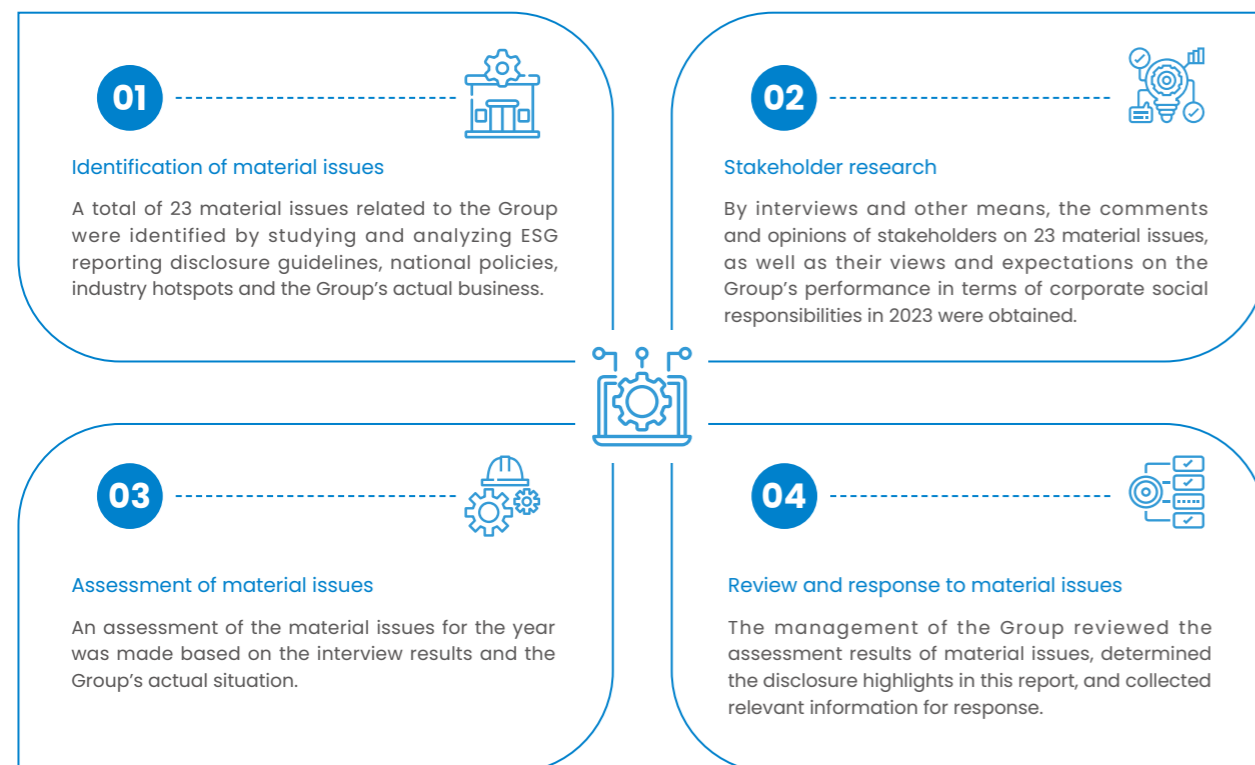 01
Identification of material issues
A total of 23 material issues related to the Group
were identified by studying and analyzing ESG
reporting disclosure guidelines, national policies,
industry hotspots and the Group's actual business.
02
Stakeholder research
By interviews and other means, the comments
and opinions of stakeholders on 23 material issues,
as well as their views and expectations on the
Group's performance in terms of corporate social
responsibilities in 2023 were obtained.
03
Assessment of material issues
An assessment of the material issues for the year
was made based on the interview results and the
Group's actual situation.
04
Review and response to material issues
The management of the Group reviewed the
assessment results of material issues, determined
the disclosure highlights in this report, and collected
relevant information for response.